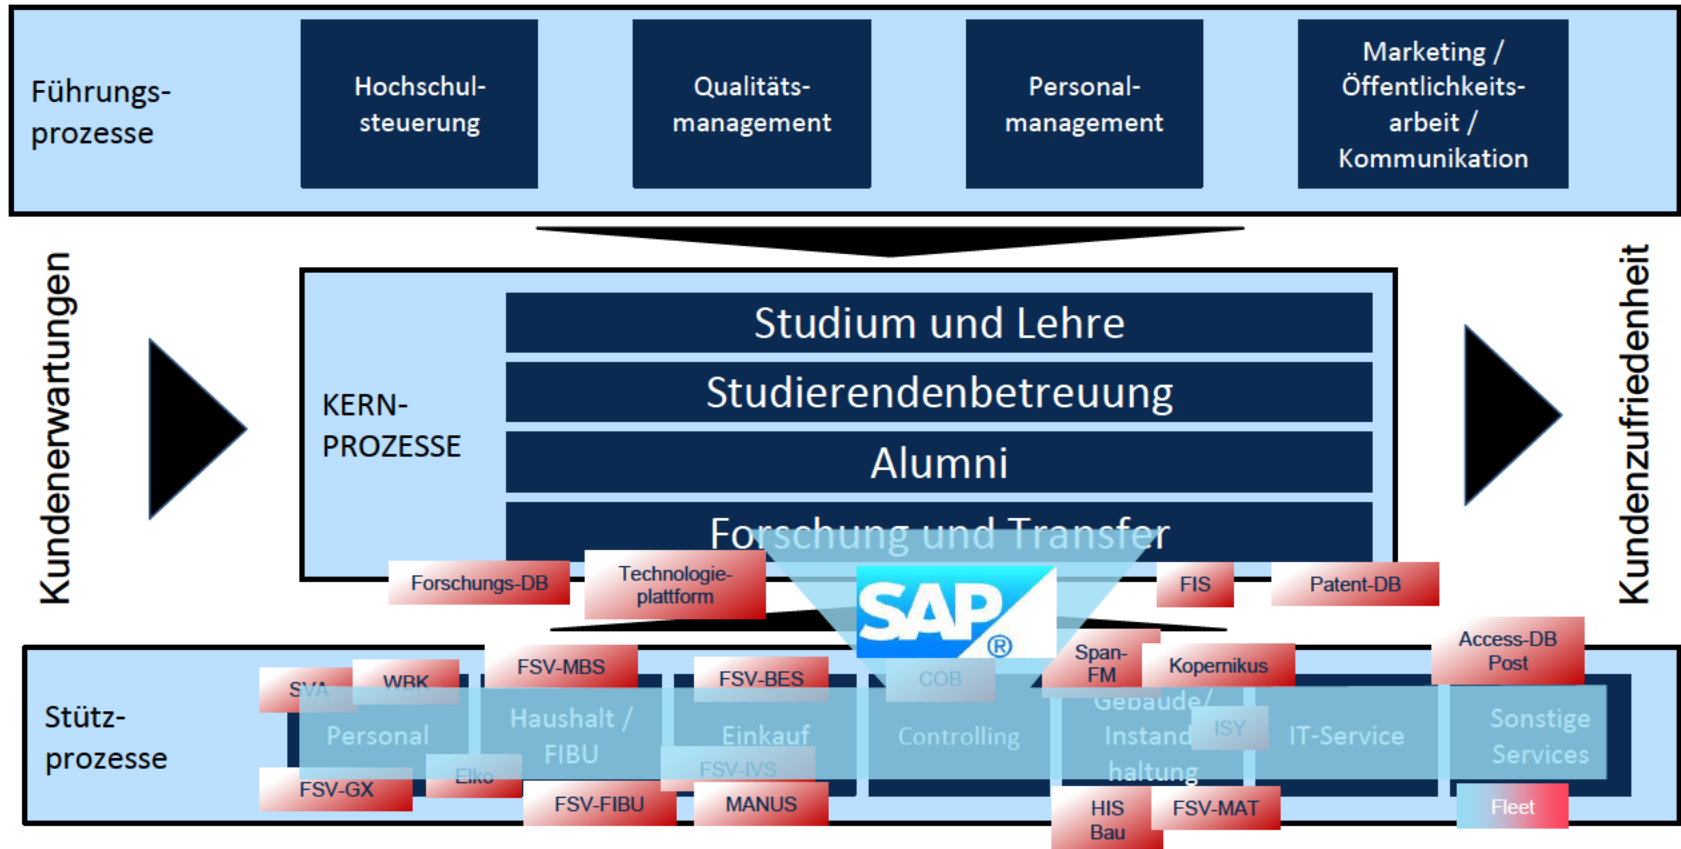 Führungs-
prozesse
Hochschul-
steuerung
Qualitäts-
management
Personal-
management
Marketing /
Öffentlichkeits-
arbeit /
Kommunikation
Kundenerwartungen
KERN-
PROZESSE
Studium und Lehre
Studierendenbetreuung
Alumni
Forschung und Transfer
Kundenzufriedenheit
Forschungs-DB
Technologie-
plattform
SAP®
FIS
Patent-DB
Stütz-
prozesse
SVA
WBK
FSV-MBS
FSV-BES
COB
Span-
FM
Kopernikus
Access-DB
Post
Personal
Haushalt /
FIBU
Einkauf
Controlling
Gebäude/
Instand
haltung
ISY
IT-Service
Sonstige
Services
FSV-GX
Elko
FSV-FIBU
FSV-IVS
MANUS
HIS
Bau
FSV-MAT
Fleet